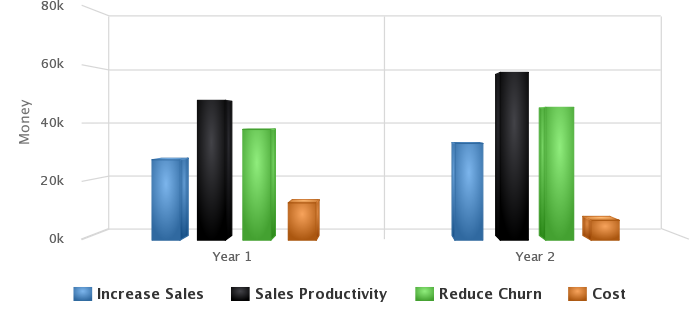 80k
60k
40k
20k
0k
Money
Year 1
Year 2
Increase Sales
Sales Productivity
Reduce Churn
Cost